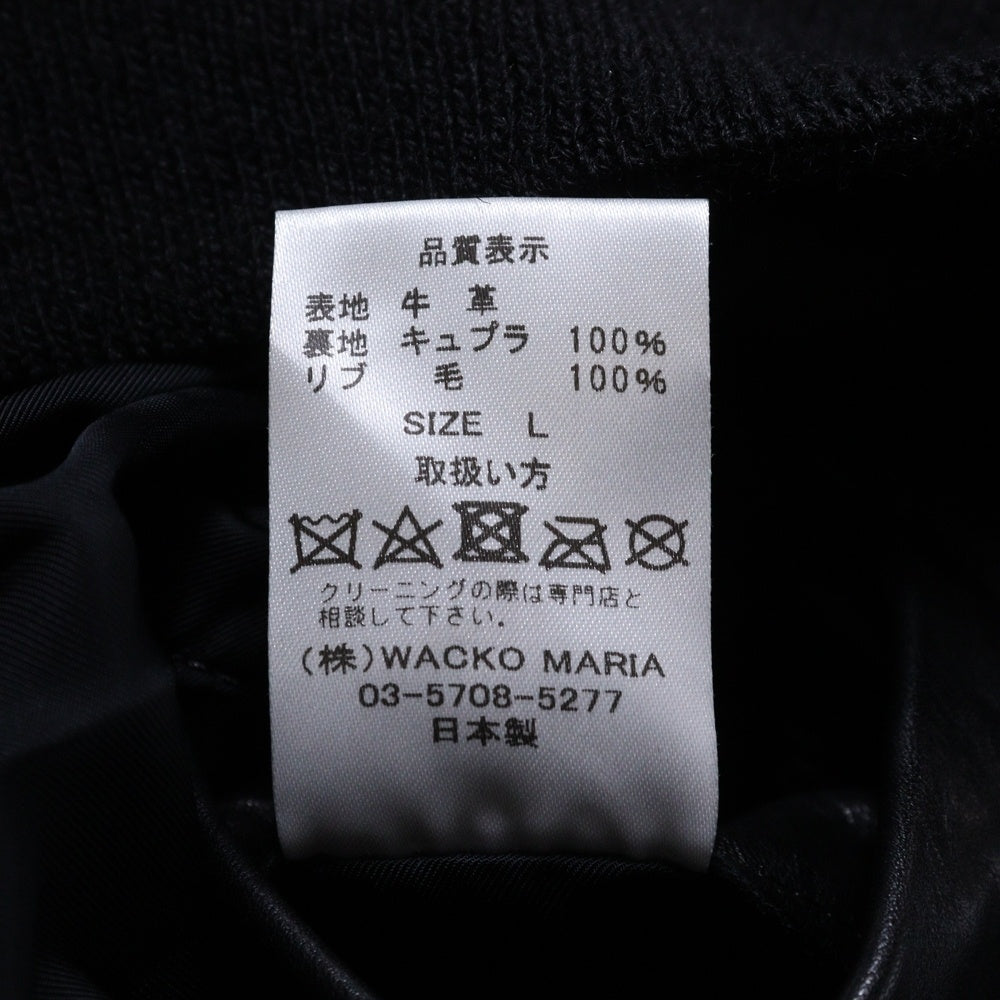 品質表示
表地 牛 革
裏地 キュプラ 100%
リブ 毛 100%
SIZE L
取扱い方
クリーニングの際は専門店と
相談して下さい。
(株)WACKO MARIA
03-5708-5277
日本製